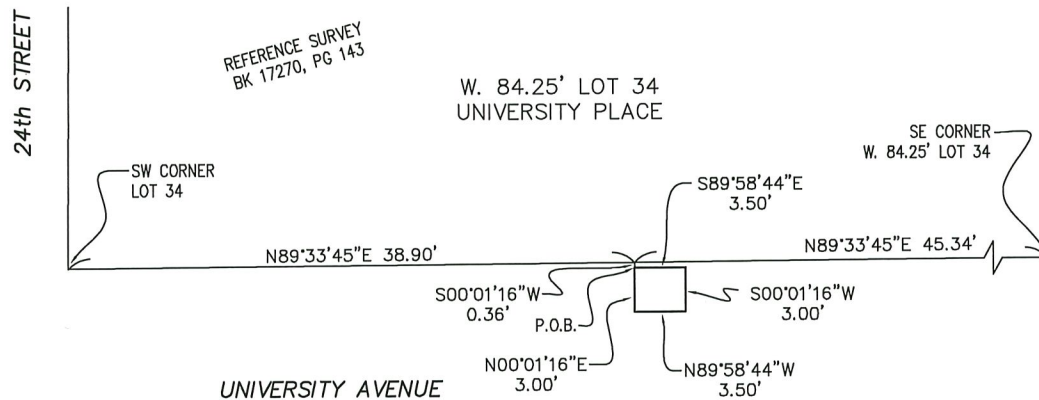 24th STREET
REFERENCE SURVEY
BK 17270, PG 143
W. 84.25' LOT 34
UNIVERSITY PLACE
SE CORNER
W. 84.25' LOT 34
SW CORNER
LOT 34
S89°58'44"E
3.50'
N89°33'45"E 38.90'
N89°33'45"E 45.34'
S00°01'16"W
0.36'
P.O.B.
S00°01'16"W
3.00'
N00°01'16"E
3.00'
N89°58'44"W
3.50'
UNIVERSITY AVENUE